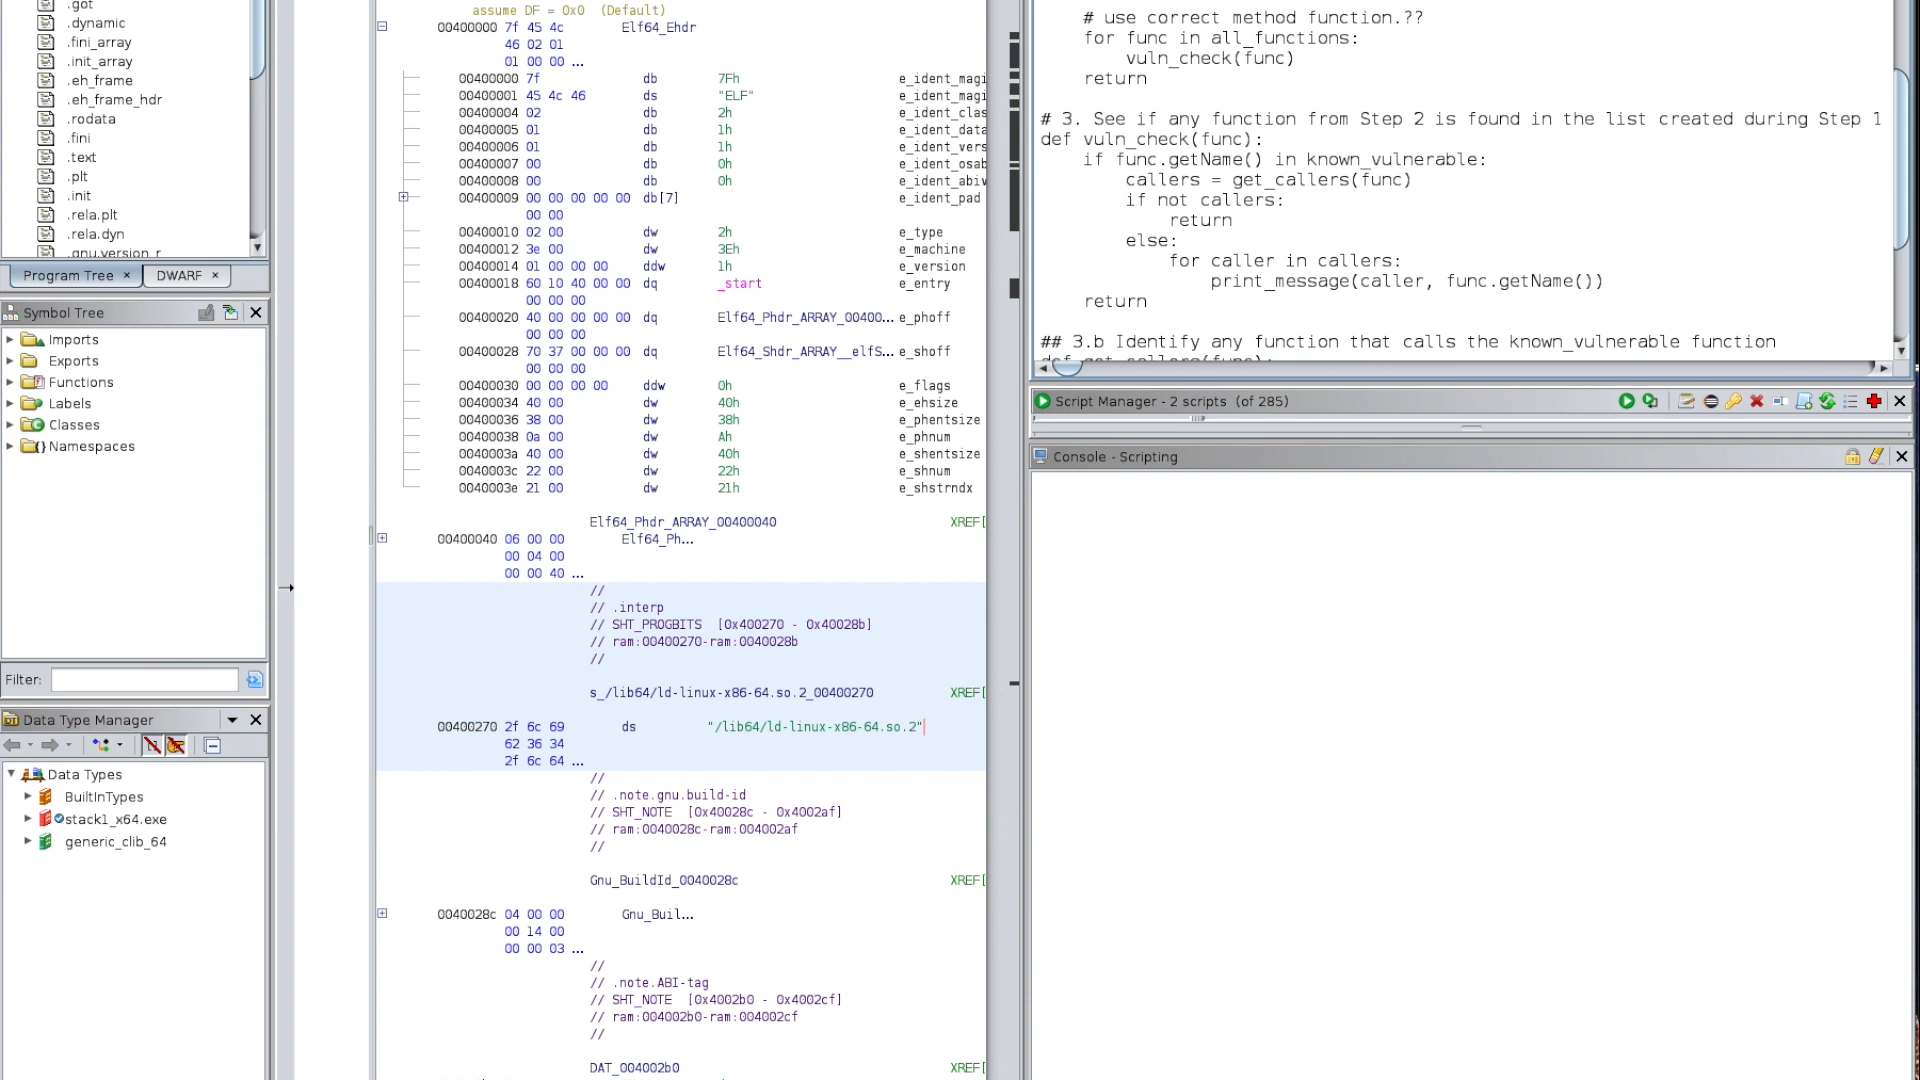 .got
.dynamic
.fini_array
.init_array
.eh_frame
.eh_frame_hdr
.rodata
.fini
.text
.plt
.init
.rela.plt
.rela.dyn
.gnu.version_r
Program Tree ×
DWARF ×
Symbol Tree
Imports
Exports
Functions
Labels
Classes
Namespaces
Filter:
Data Type Manager
Data Types
BuiltInTypes
stack1_x64.exe
generic_clib_64
assume DF = 0x0 (Default)
00400000 7f 45 4c Elf64_Ehdr
46 02 01
01 00 00 ...
00400000 7f db 7Fh e_ident_magi
00400001 45 4c 46 ds "ELF" e_ident_magi
00400004 02 db 2h e_ident_clas
00400005 01 db 1h e_ident_data
00400006 01 db 1h e_ident_vers
00400007 00 db 0h e_ident_osab
00400008 00 db 0h e_ident_abiv
00400009 00 00 00 00 00 db[7] e_ident_pad
00 00
00400010 02 00 dw 2h e_type
00400012 3e 00 dw 3Eh e_machine
00400014 01 00 00 00 ddw 1h e_version
00400018 60 10 40 00 00 dq _start e_entry
00 00 00
00400020 40 00 00 00 00 dq Elf64_Phdr_ARRAY_00400... e_phoff
00 00 00
00400028 70 37 00 00 00 dq Elf64_Shdr_ARRAY__elfS... e_shoff
00 00 00
00400030 00 00 00 00 ddw 0h e_flags
00400034 40 00 dw 40h e_ehsize
00400036 38 00 dw 38h e_phentsize
00400038 0a 00 dw Ah e_phnum
0040003a 40 00 dw 40h e_shentsize
0040003c 22 00 dw 22h e_shnum
0040003e 21 00 dw 21h e_shstrndx
Elf64_Phdr_ARRAY_00400040 XREF[
00400040 06 00 00 Elf64_Ph...
00 04 00
00 00 40 ...
//
// .interp
// SHT_PROGBITS [0x400270 - 0x40028b]
// ram:00400270-ram:0040028b
//
s_/lib64/ld-linux-x86-64.so.2_00400270 XREF[
00400270 2f 6c 69 ds "/lib64/ld-linux-x86-64.so.2"
62 36 34
2f 6c 64 ...
//
// .note.gnu.build-id
// SHT_NOTE [0x40028c - 0x4002af]
// ram:0040028c-ram:004002af
//
Gnu_BuildId_0040028c XREF[
0040028c 04 00 00 Gnu_Buil...
00 14 00
00 00 03 ...
//
// .note.ABI-tag
// SHT_NOTE [0x4002b0 - 0x4002cf]
// ram:004002b0-ram:004002cf
//
DAT_004002b0 XREF[
# use correct method function.??
for func in all_functions:
vuln_check(func)
return
# 3. See if any function from Step 2 is found in the list created during Step 1
def vuln_check(func):
if func.getName() in known_vulnerable:
callers = get_callers(func)
if not callers:
return
else:
for caller in callers:
print_message(caller, func.getName())
return
## 3.b Identify any function that calls the known_vulnerable function
def get_callers(func):
Script Manager - 2 scripts (of 285)
Console - Scripting